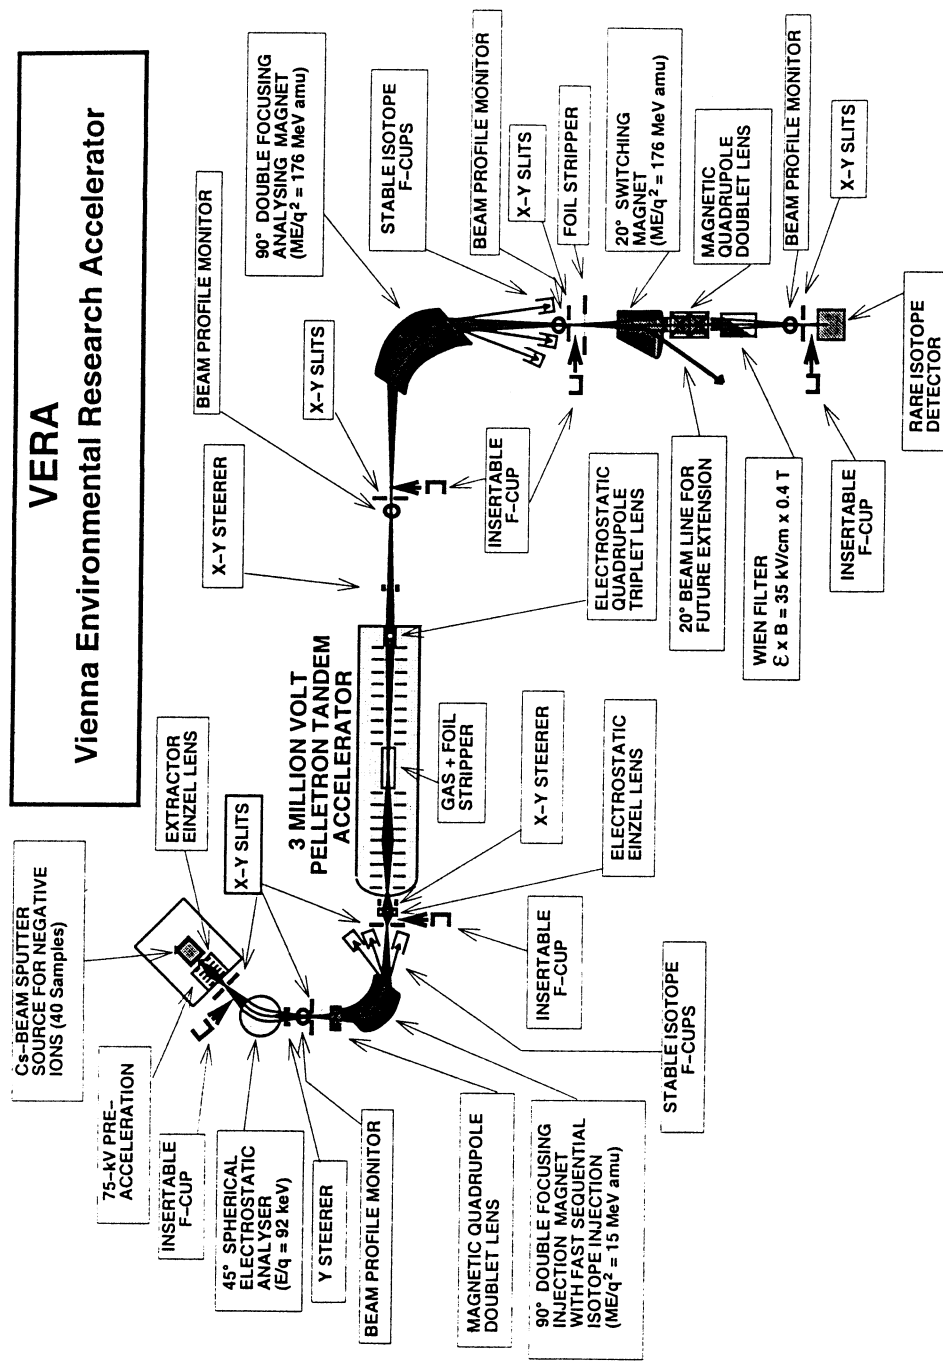 VERA
Vienna Environmental Research Accelerator
Cs–BEAM SPUTTER
SOURCE FOR NEGATIVE
IONS (40 Samples)
EXTRACTOR
EINZEL LENS
X–Y SLITS
75–kV PRE–
ACCELERATION
INSERTABLE
F–CUP
45° SPHERICAL
ELECTROSTATIC
ANALYSER
(E/q = 92 keV)
Y STEERER
BEAM PROFILE MONITOR
MAGNETIC QUADRUPOLE
DOUBLET LENS
90° DOUBLE FOCUSING
INJECTION MAGNET
WITH FAST SEQUENTIAL
ISOTOPE INJECTION
(ME/q² = 15 MeV amu)
STABLE ISOTOPE
F–CUPS
INSERTABLE
F–CUP
ELECTROSTATIC
EINZEL LENS
X–Y STEERER
3 MILLION VOLT
PELLETRON TANDEM
ACCELERATOR
GAS + FOIL
STRIPPER
ELECTROSTATIC
QUADRUPOLE
TRIPLET LENS
X–Y STEERER
BEAM PROFILE MONITOR
X–Y SLITS
INSERTABLE
F–CUP
90° DOUBLE FOCUSING
ANALYSING MAGNET
(ME/q² = 176 MeV amu)
STABLE ISOTOPE
F–CUPS
BEAM PROFILE MONITOR
X–Y SLITS
FOIL STRIPPER
20° SWITCHING
MAGNET
(ME/q² = 176 MeV amu)
MAGNETIC
QUADRUPOLE
DOUBLET LENS
BEAM PROFILE MONITOR
X–Y SLITS
20° BEAM LINE FOR
FUTURE EXTENSION
WIEN FILTER
Ɛ x B = 35 kV/cm x 0.4 T
INSERTABLE
F–CUP
RARE ISOTOPE
DETECTOR